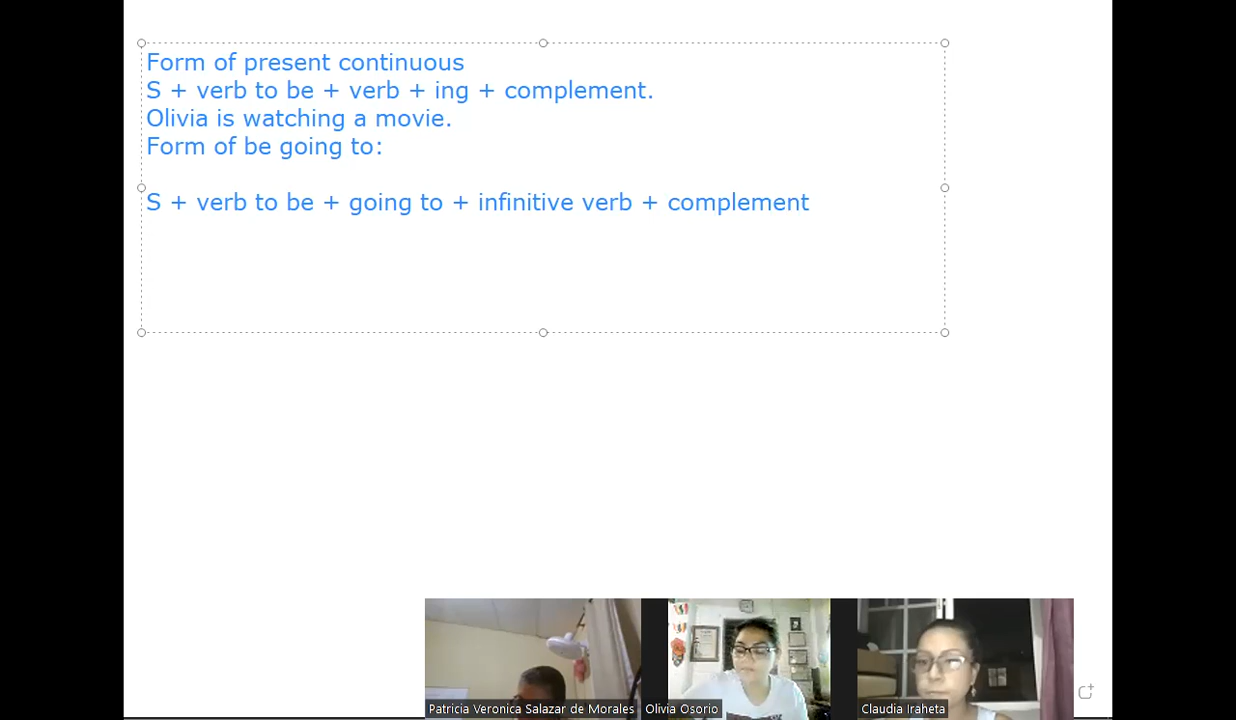 Form of present continuous
S + verb to be + verb + ing + complement.
Olivia is watching a movie.
Form of be going to:
S + verb to be + going to + infinitive verb + complement
Patricia Veronica Salazar de Morales
Olivia Osorio
Claudia Iraheta